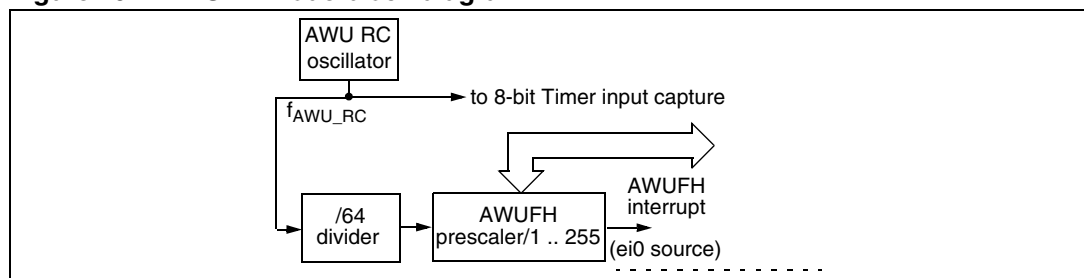 AWU RC
oscillator
to 8-bit Timer input capture
fAWU_RC
AWUFH
interrupt
/64
divider
AWUFH
prescaler/1 .. 255
(ei0 source)